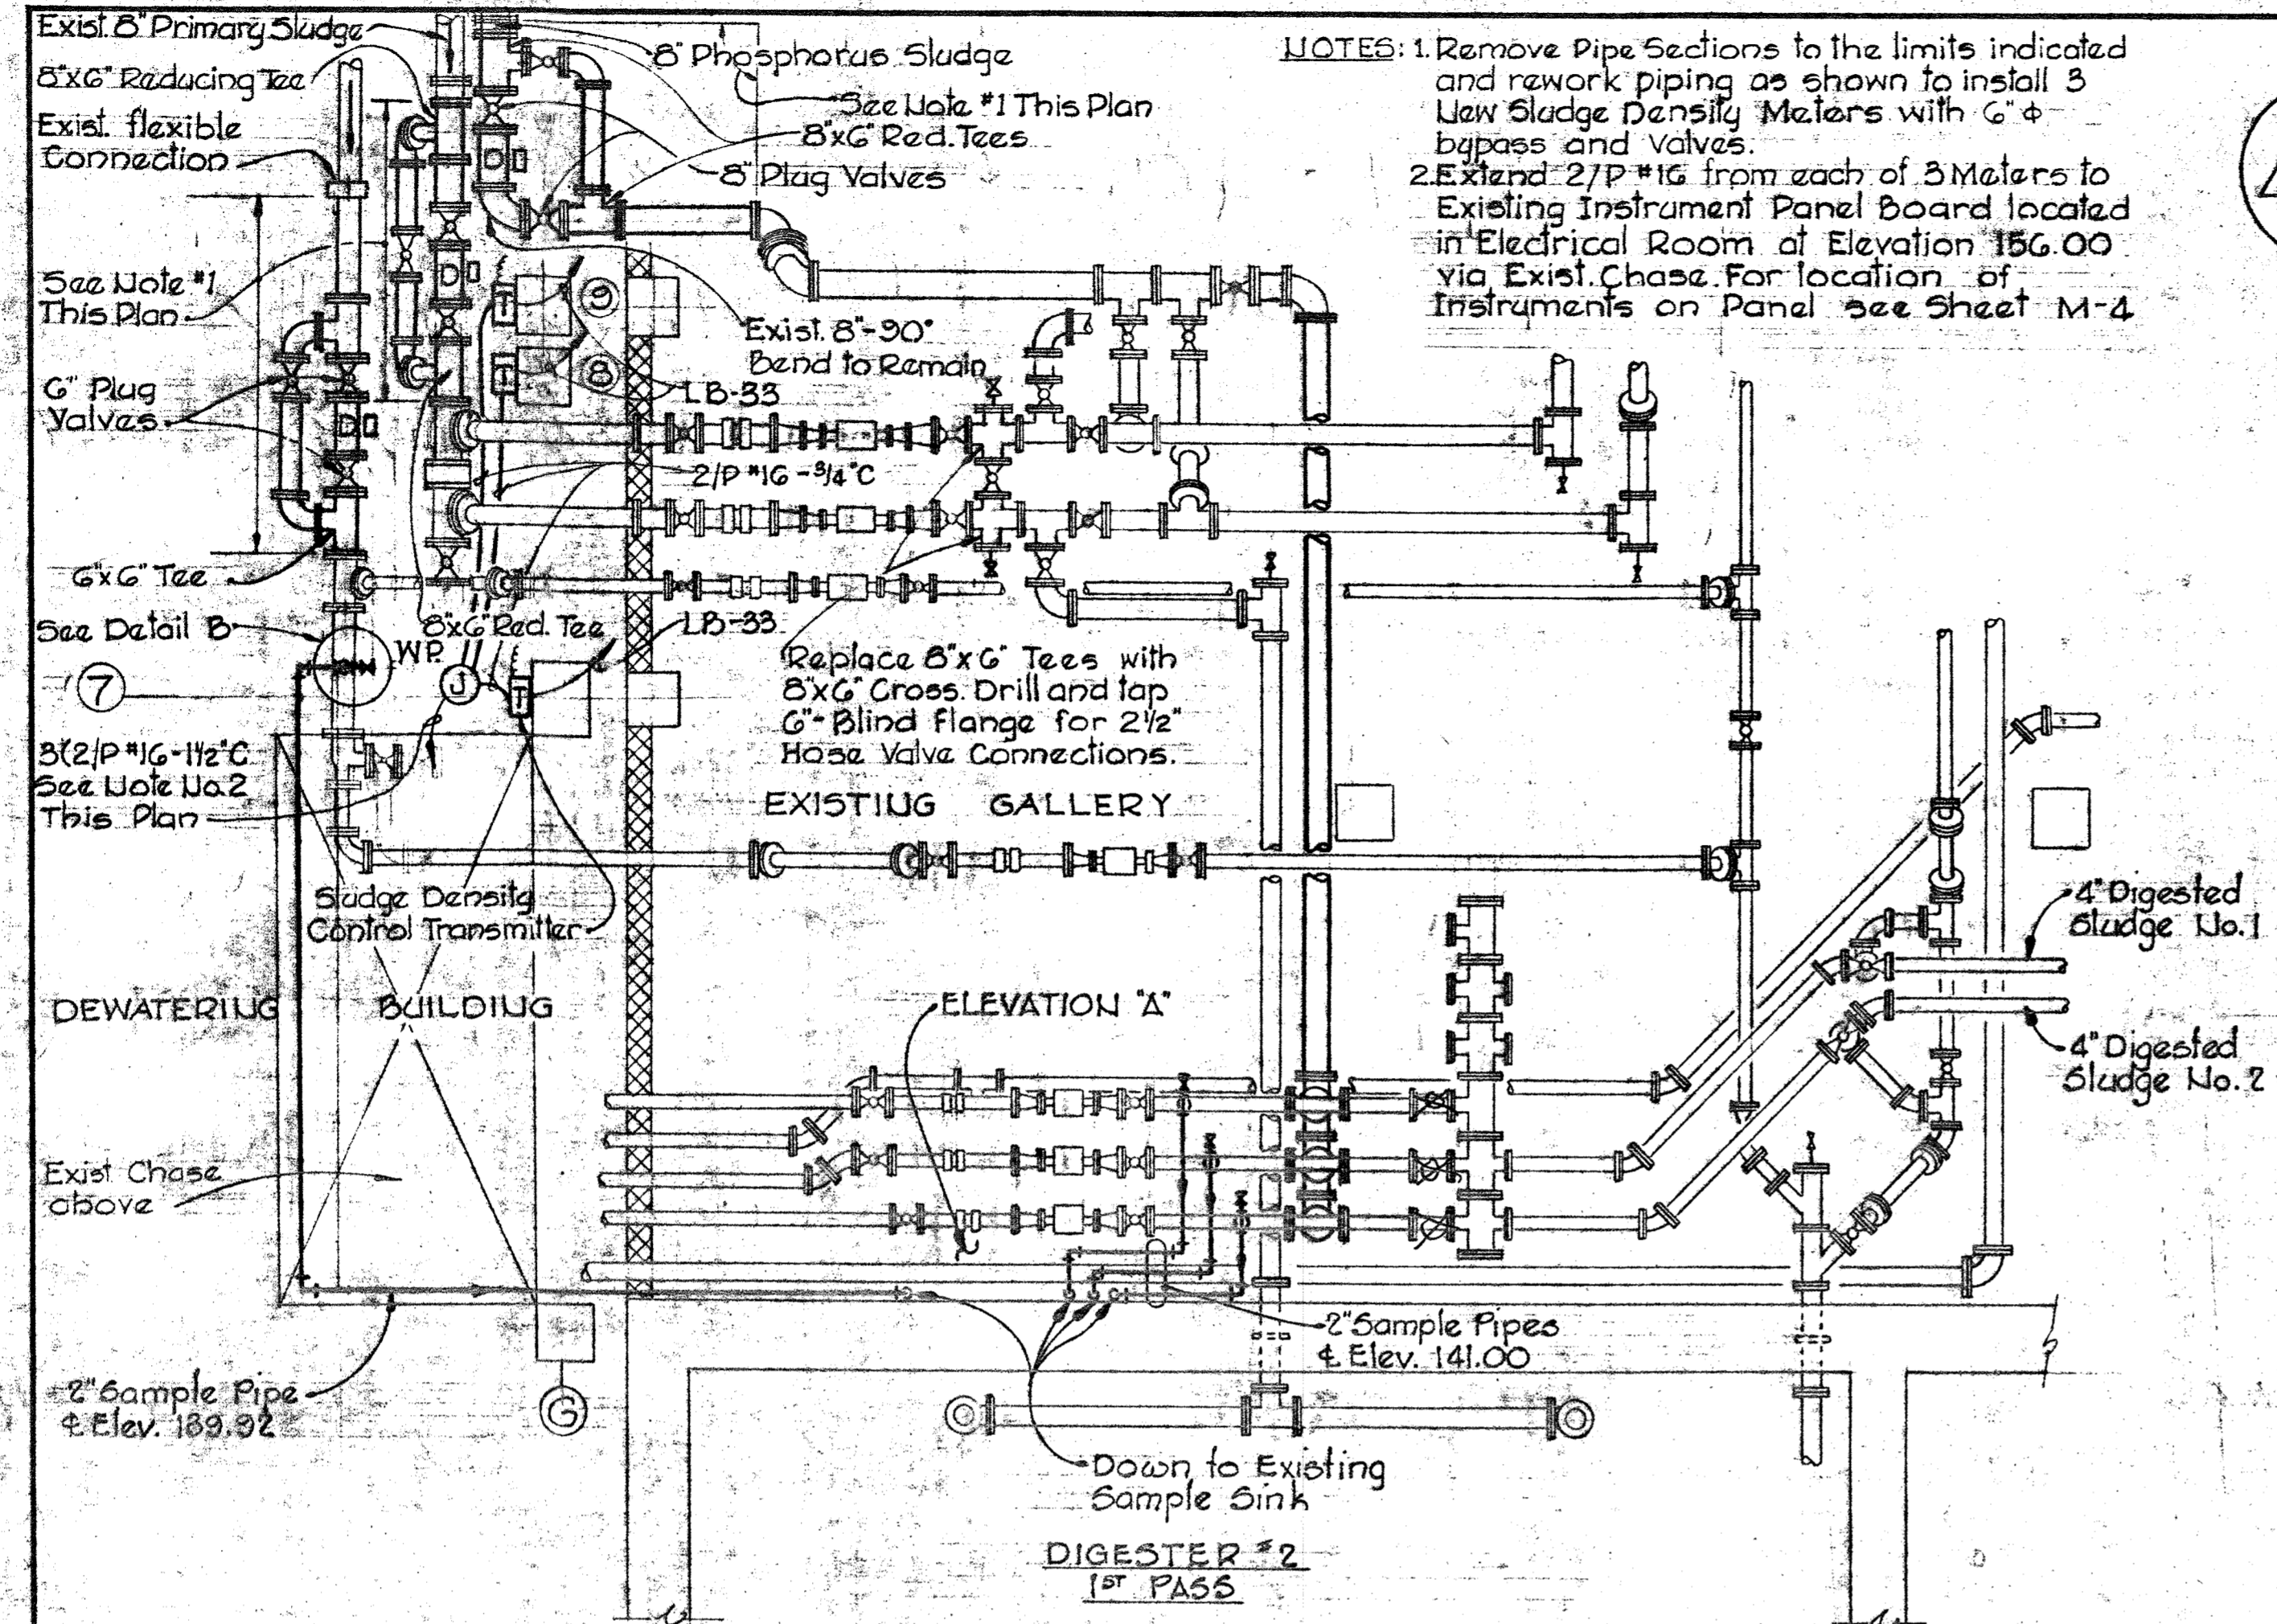 Exist. 8" Primary Sludge
8"x6" Reducing Tee
Exist. flexible
Connection
See Note #1
This Plan
6" Plug
Valves
6"x6" Tee
See Detail B
7
3(2/P #16-1½"C
See Note No.2
This Plan
8" Phosphorus Sludge
See Note #1 This Plan
8"x6" Red. Tees
8" Plug Valves
D
D
D
T
9
T
8
Exist. 8"-90°
Bend to Remain
LB-33
2/P #16 - ¾"C
8"x6" Red. Tee
LB-33
W.P.
J
T
NOTES: 1. Remove Pipe Sections to the limits indicated
and rework piping as shown to install 3
New Sludge Density Meters with 6" ϕ
bypass and Valves.
2. Extend 2/P #16 from each of 3 Meters to
Existing Instrument Panel Board located
in Electrical Room at Elevation 156.00
via Exist. Chase. For location of
Instruments on Panel see Sheet M-4
Replace 8"x6" Tees with
8"x6" Cross. Drill and tap
6"- Blind Flange for 2½"
Hose Valve Connections.
EXISTING GALLERY
Sludge Density
Control Transmitter
DEWATERING BUILDING
ELEVATION "A"
4" Digested
Sludge No.1
4" Digested
Sludge No.2
Exist Chase
above
2" Sample Pipe
℄ Elev. 139.92
G
2" Sample Pipes
℄ Elev. 141.00
Down to Existing
Sample Sink
DIGESTER #2
1ST PASS